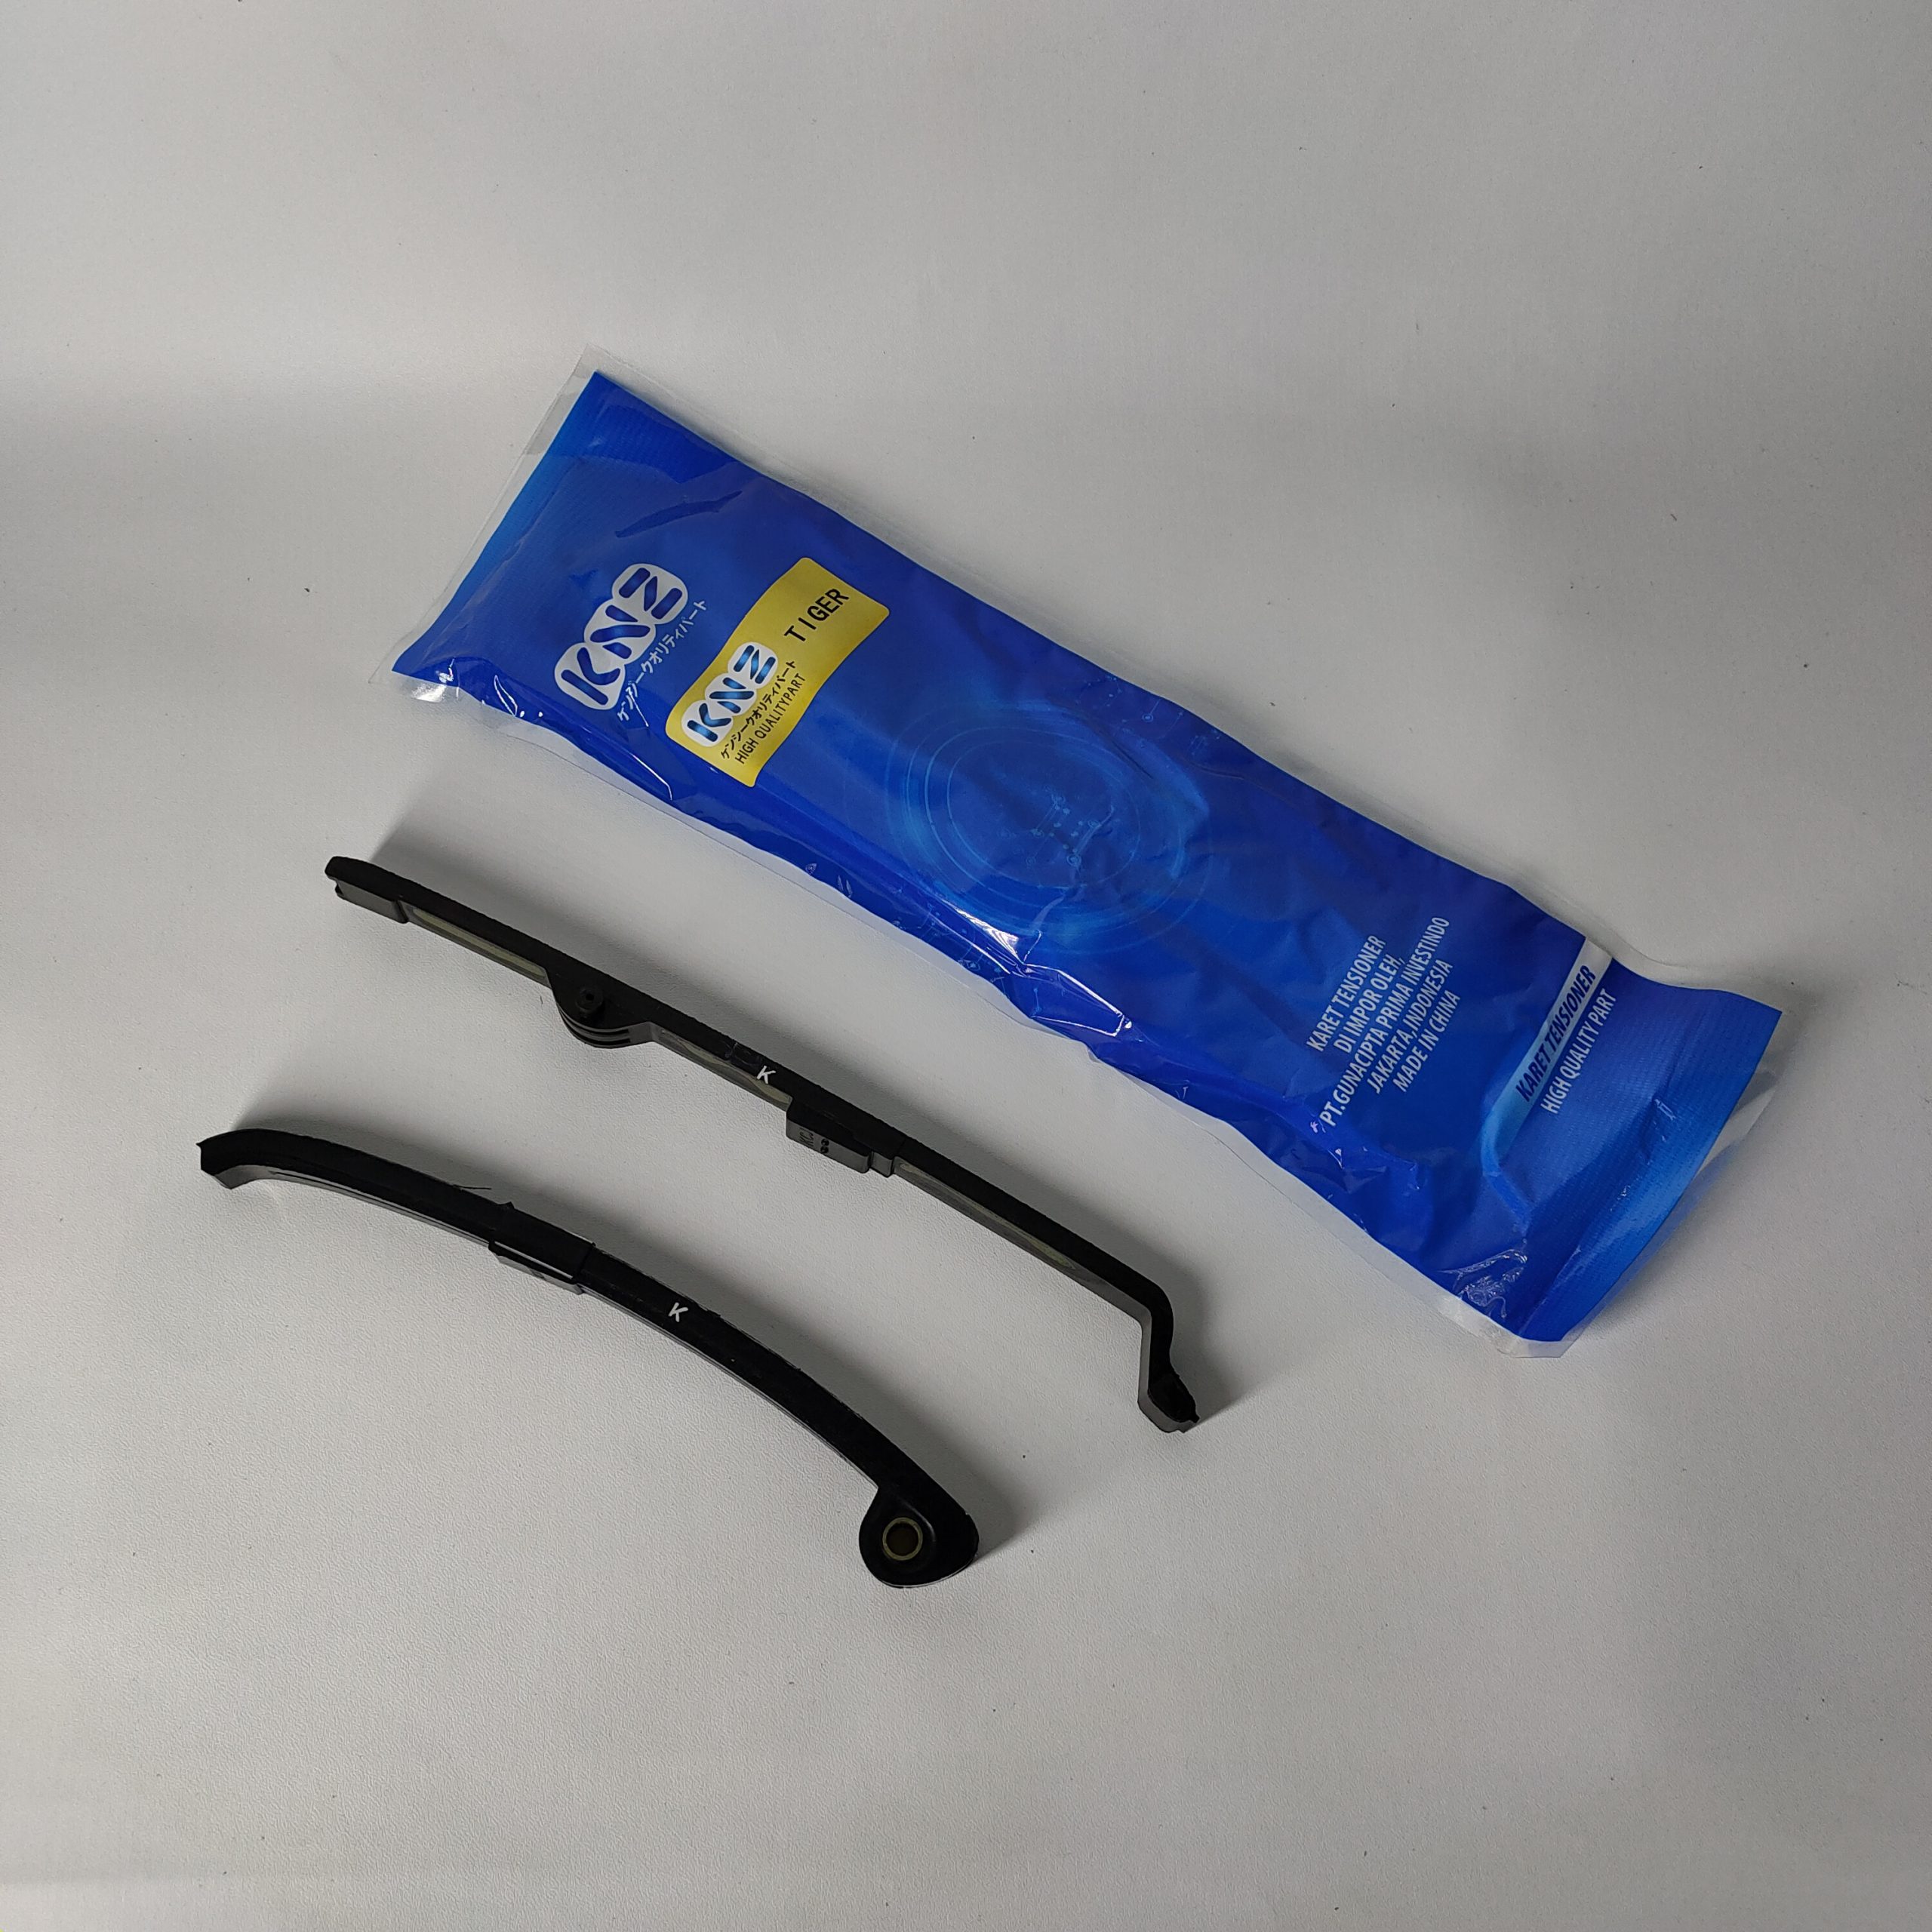 KNZ
ケンジークオリティパート
KNZ
ケンジークオリティパート
HIGH QUALITYPART
TIGER
KARET TENSIONER
DI IMPOR OLEH,
PT.GUNACIPTA PRIMA INVESTINDO
JAKARTA, INDONESIA
MADE IN CHINA
KARET TENSIONER
HIGH QUALITY PART
K
K